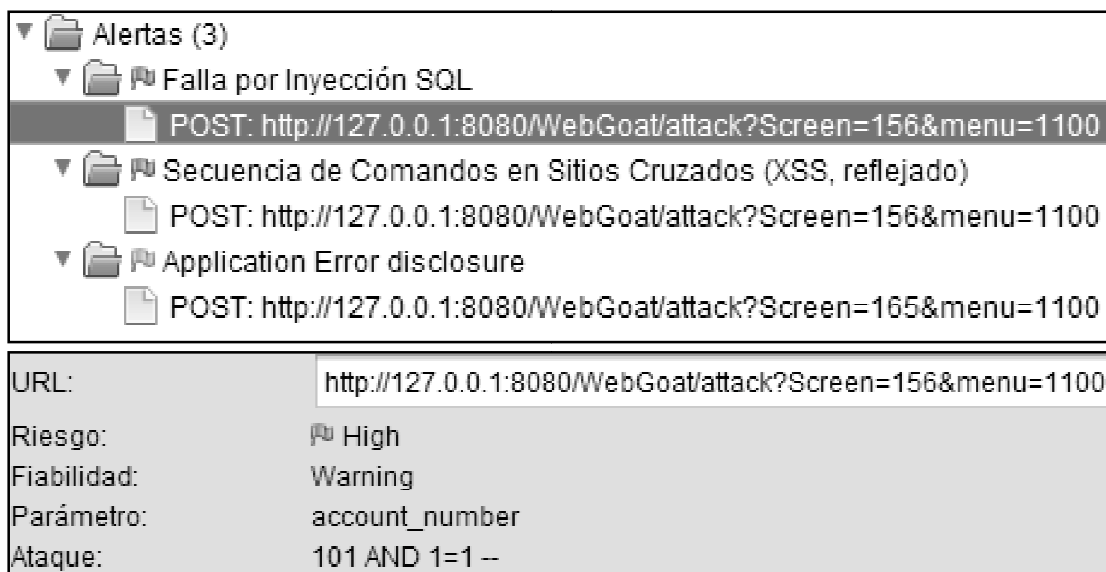 Alertas (3)
Falla por Inyección SQL
POST: http://127.0.0.1:8080/WebGoat/attack?Screen=156&menu=1100
Secuencia de Comandos en Sitios Cruzados (XSS, reflejado)
POST: http://127.0.0.1:8080/WebGoat/attack?Screen=156&menu=1100
Application Error disclosure
POST: http://127.0.0.1:8080/WebGoat/attack?Screen=165&menu=1100
URL: http://127.0.0.1:8080/WebGoat/attack?Screen=156&menu=1100
Riesgo: High
Fiabilidad: Warning
Parámetro: account_number
Ataque: 101 AND 1=1 --